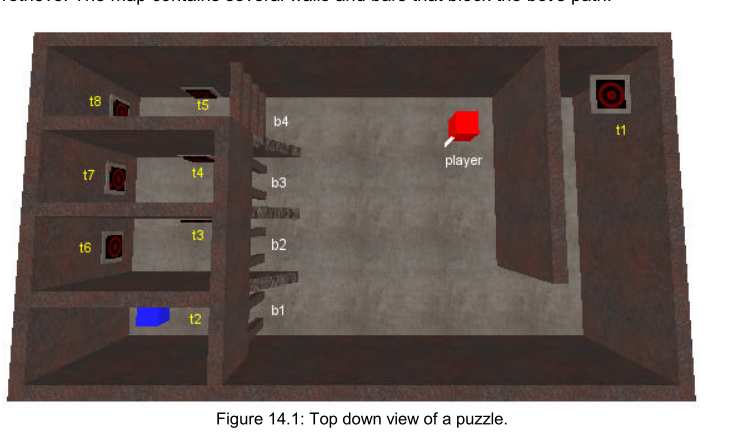 retrieve. The map contains several walls and bars that block the bot's path.
t8
t5
b4
t1
player
t7
t4
b3
t6
t3
b2
t2
b1
Figure 14.1: Top down view of a puzzle.